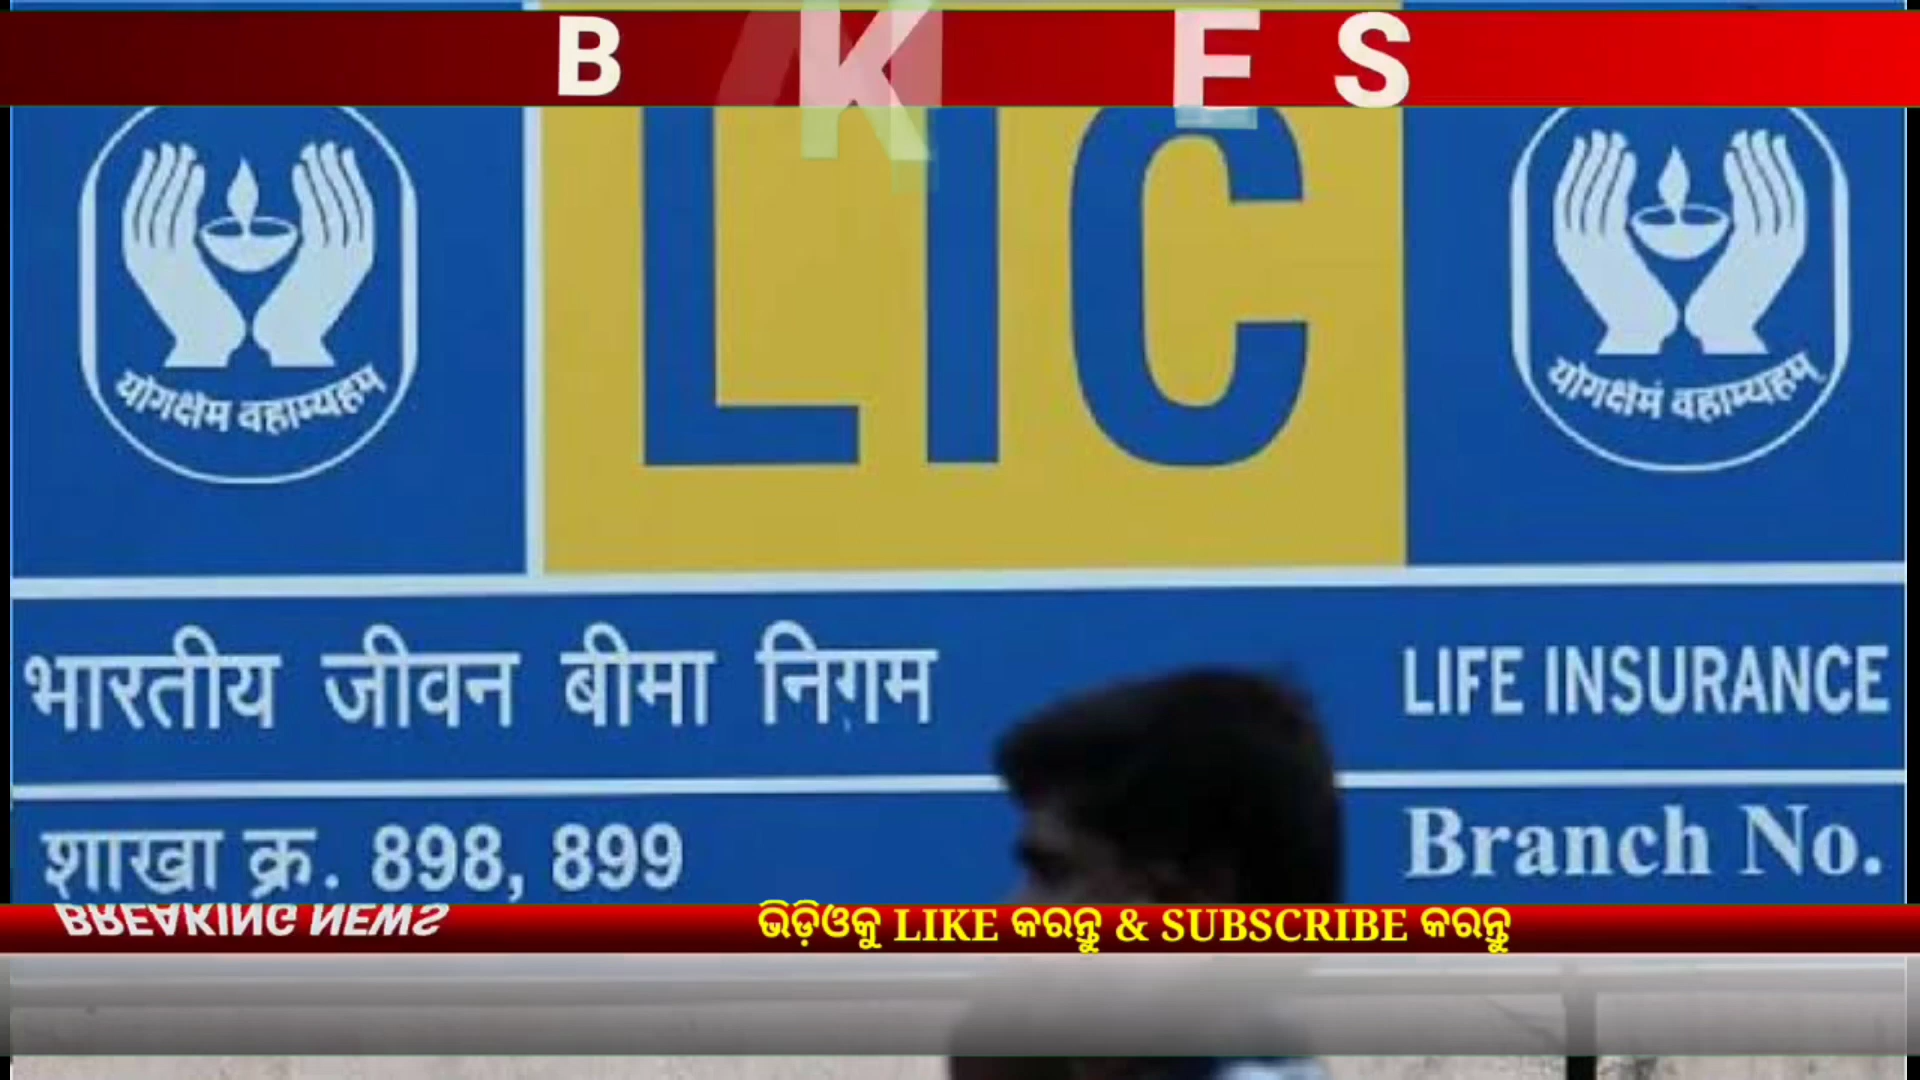 B K E S
LIC
योगक्षेमं वहाम्यहम्
योगक्षेमं वहाम्यहम्
भारतीय जीवन बीमा निगम
LIFE INSURANCE
शाखा क्र. 898, 899
Branch No.
BREAKING NEWS
ଭିଡ଼ିଓକୁ LIKE କରନ୍ତୁ & SUBSCRIBE କରନ୍ତୁ